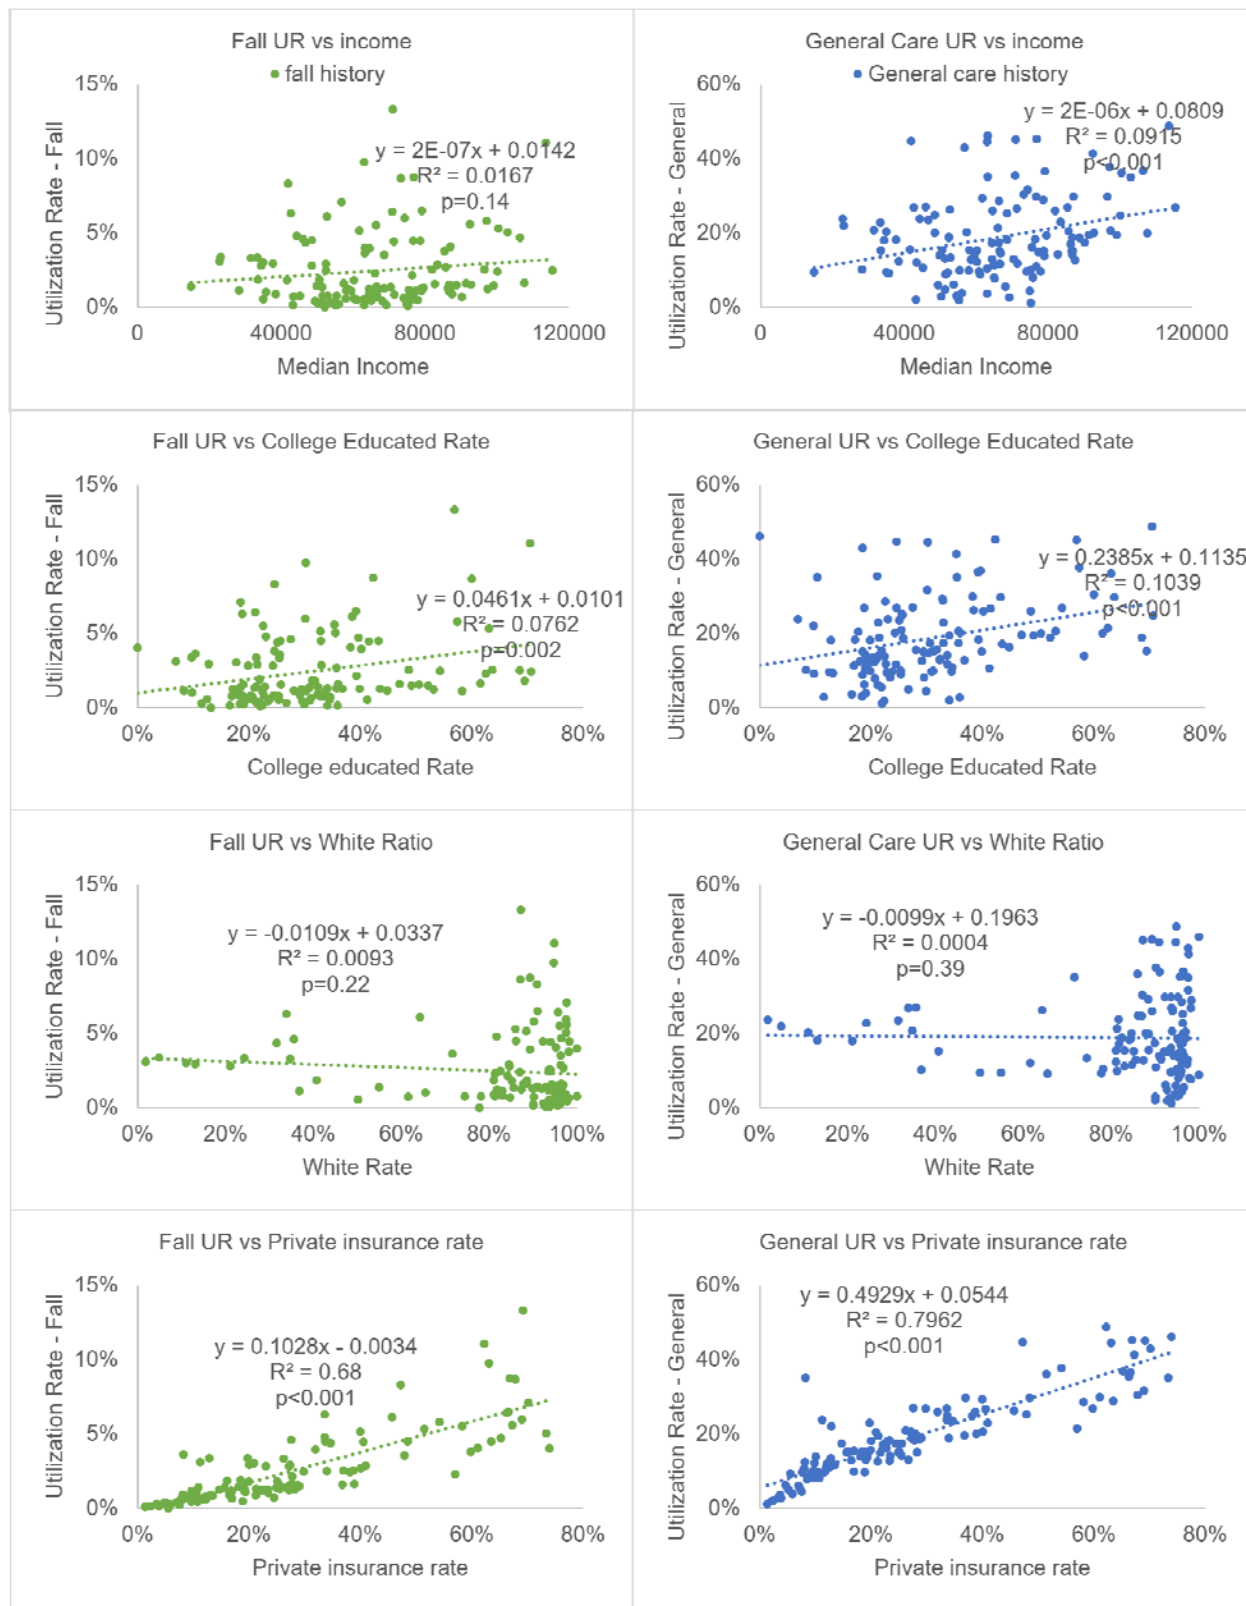 Fall UR vs income
fall history
15%
10%
5%
0%
Utilization Rate - Fall
y = 2E-07x + 0.0142
R² = 0.0167
p=0.14
0 40000 80000 120000
Median Income
General Care UR vs income
General care history
60%
40%
20%
0%
Utilization Rate - General
y = 2E-06x + 0.0809
R² = 0.0915
p<0.001
0 40000 80000 120000
Median Income
Fall UR vs College Educated Rate
15%
10%
5%
0%
Utilization Rate - Fall
y = 0.0461x + 0.0101
R² = 0.0762
p=0.002
0% 20% 40% 60% 80%
College educated Rate
General UR vs College Educated Rate
60%
40%
20%
0%
Utilization Rate - General
y = 0.2385x + 0.1135
R² = 0.1039
p<0.001
0% 20% 40% 60% 80%
College Educated Rate
Fall UR vs White Ratio
15%
10%
5%
0%
Utilization Rate - Fall
y = -0.0109x + 0.0337
R² = 0.0093
p=0.22
0% 20% 40% 60% 80% 100%
White Rate
General Care UR vs White Ratio
60%
40%
20%
0%
Utilization Rate - General
y = -0.0099x + 0.1963
R² = 0.0004
p=0.39
0% 20% 40% 60% 80% 100%
White Rate
Fall UR vs Private insurance rate
15%
10%
5%
0%
Utilization Rate - Fall
y = 0.1028x - 0.0034
R² = 0.68
p<0.001
0% 20% 40% 60% 80%
Private insurance rate
General UR vs Private insurance rate
60%
40%
20%
0%
Utilization Rate - General
y = 0.4929x + 0.0544
R² = 0.7962
p<0.001
0% 20% 40% 60% 80%
Private insurance rate